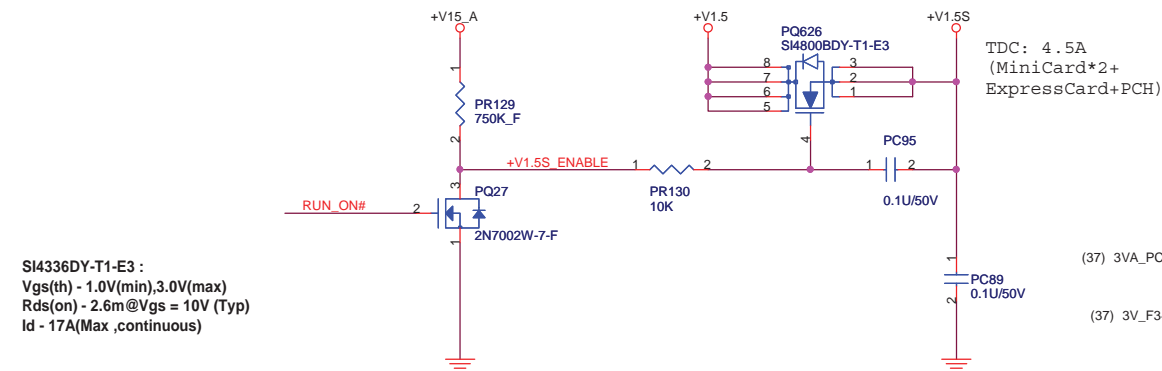 +V15_A
+V1.5
+V1.5S
PQ626
SI4800BDY-T1-E3
TDC: 4.5A
(MiniCard*2+
ExpressCard+PCH)
8
7
6
5
3
2
1
4
1
PR129
750K_F
2
+V1.5S_ENABLE
1
2
PR130
10K
PC95
1
2
0.1U/50V
3
PQ27
RUN_ON#
2
2N7002W-7-F
1
SI4336DY-T1-E3 :
Vgs(th) - 1.0V(min),3.0V(max)
Rds(on) - 2.6m@Vgs = 10V (Typ)
Id - 17A(Max ,continuous)
1
PC89
0.1U/50V
2
(37) 3VA_PC
(37) 3V_F3